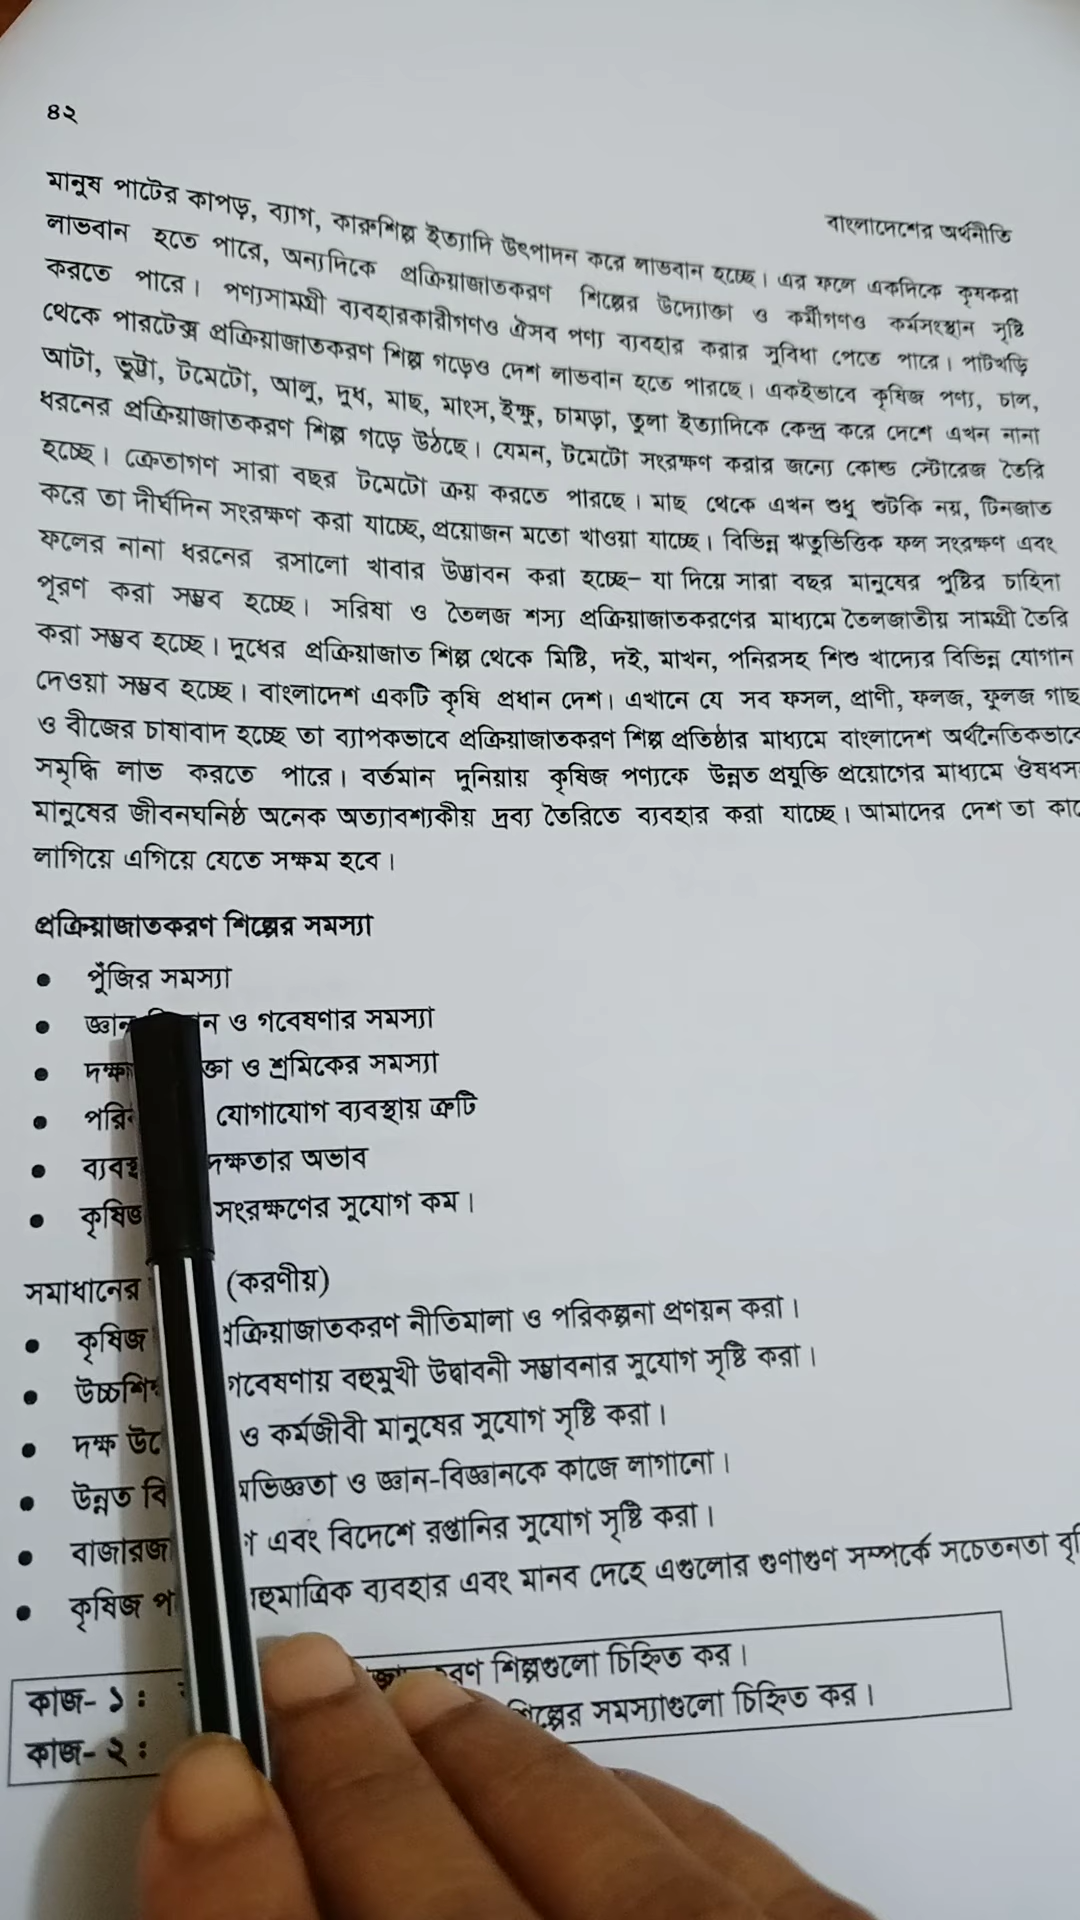 ৪২
বাংলাদেশের অর্থনীতি
মানুষ পাটের কাপড়, ব্যাগ, কারুশিল্প ইত্যাদি উৎপাদন করে লাভবান হচ্ছে। এর ফলে একদিকে কৃষকরা
লাভবান হতে পারে, অন্যদিকে প্রক্রিয়াজাতকরণ শিল্পের উদ্যোক্তা ও কর্মীগণও কর্মসংস্থান সৃষ্টি
করতে পারে। পণ্যসামগ্রী ব্যবহারকারীগণও ঐসব পণ্য ব্যবহার করার সুবিধা পেতে পারে। পাটখড়ি
থেকে পারটেক্স প্রক্রিয়াজাতকরণ শিল্প গড়েও দেশ লাভবান হতে পারছে। একইভাবে কৃষিজ পণ্য, চাল,
আটা, ভুট্টা, টমেটো, আলু, দুধ, মাছ, মাংস, ইক্ষু, চামড়া, তুলা ইত্যাদিকে কেন্দ্র করে দেশে এখন নানা
ধরনের প্রক্রিয়াজাতকরণ শিল্প গড়ে উঠছে। যেমন, টমেটো সংরক্ষণ করার জন্যে কোল্ড স্টোরেজ তৈরি
হচ্ছে। ক্রেতাগণ সারা বছর টমেটো ক্রয় করতে পারছে। মাছ থেকে এখন শুধু শুটকি নয়, টিনজাত
করে তা দীর্ঘদিন সংরক্ষণ করা যাচ্ছে, প্রয়োজন মতো খাওয়া যাচ্ছে। বিভিন্ন ঋতুভিত্তিক ফল সংরক্ষণ এবং
ফলের নানা ধরনের রসালো খাবার উদ্ভাবন করা হচ্ছে– যা দিয়ে সারা বছর মানুষের পুষ্টির চাহিদা
পূরণ করা সম্ভব হচ্ছে। সরিষা ও তৈলজ শস্য প্রক্রিয়াজাতকরণের মাধ্যমে তৈলজাতীয় সামগ্রী তৈরি
করা সম্ভব হচ্ছে। দুধের প্রক্রিয়াজাত শিল্প থেকে মিষ্টি, দই, মাখন, পনিরসহ শিশু খাদ্যের বিভিন্ন যোগান
দেওয়া সম্ভব হচ্ছে। বাংলাদেশ একটি কৃষি প্রধান দেশ। এখানে যে সব ফসল, প্রাণী, ফলজ, ফুলজ গাছ
ও বীজের চাষাবাদ হচ্ছে তা ব্যাপকভাবে প্রক্রিয়াজাতকরণ শিল্প প্রতিষ্ঠার মাধ্যমে বাংলাদেশ অর্থনৈতিকভাবে
সমৃদ্ধি লাভ করতে পারে। বর্তমান দুনিয়ায় কৃষিজ পণ্যকে উন্নত প্রযুক্তি প্রয়োগের মাধ্যমে ঔষধস
মানুষের জীবনঘনিষ্ঠ অনেক অত্যাবশ্যকীয় দ্রব্য তৈরিতে ব্যবহার করা যাচ্ছে। আমাদের দেশ তা কা
লাগিয়ে এগিয়ে যেতে সক্ষম হবে।
প্রক্রিয়াজাতকরণ শিল্পের সমস্যা
• পুঁজির সমস্যা
• জ্ঞান ন ও গবেষণার সমস্যা
• দক্ষ ক্তা ও শ্রমিকের সমস্যা
• পরি যোগাযোগ ব্যবস্থায় ত্রুটি
• ব্যবস্থ দক্ষতার অভাব
• কৃষিজ সংরক্ষণের সুযোগ কম।
সমাধানের (করণীয়)
• কৃষিজ প্রক্রিয়াজাতকরণ নীতিমালা ও পরিকল্পনা প্রণয়ন করা।
• উচ্চশি গবেষণায় বহুমুখী উদ্ভাবনী সম্ভাবনার সুযোগ সৃষ্টি করা।
• দক্ষ উদ্যে ও কর্মজীবী মানুষের সুযোগ সৃষ্টি করা।
• উন্নত বি অভিজ্ঞতা ও জ্ঞান-বিজ্ঞানকে কাজে লাগানো।
• বাজারজা ণ এবং বিদেশে রপ্তানির সুযোগ সৃষ্টি করা।
• কৃষিজ প বহুমাত্রিক ব্যবহার এবং মানব দেহে এগুলোর গুণাগুণ সম্পর্কে সচেতনতা বৃ
কাজ- ১ : করণ শিল্পগুলো চিহ্নিত কর।
কাজ- ২ : শিল্পের সমস্যাগুলো চিহ্নিত কর।